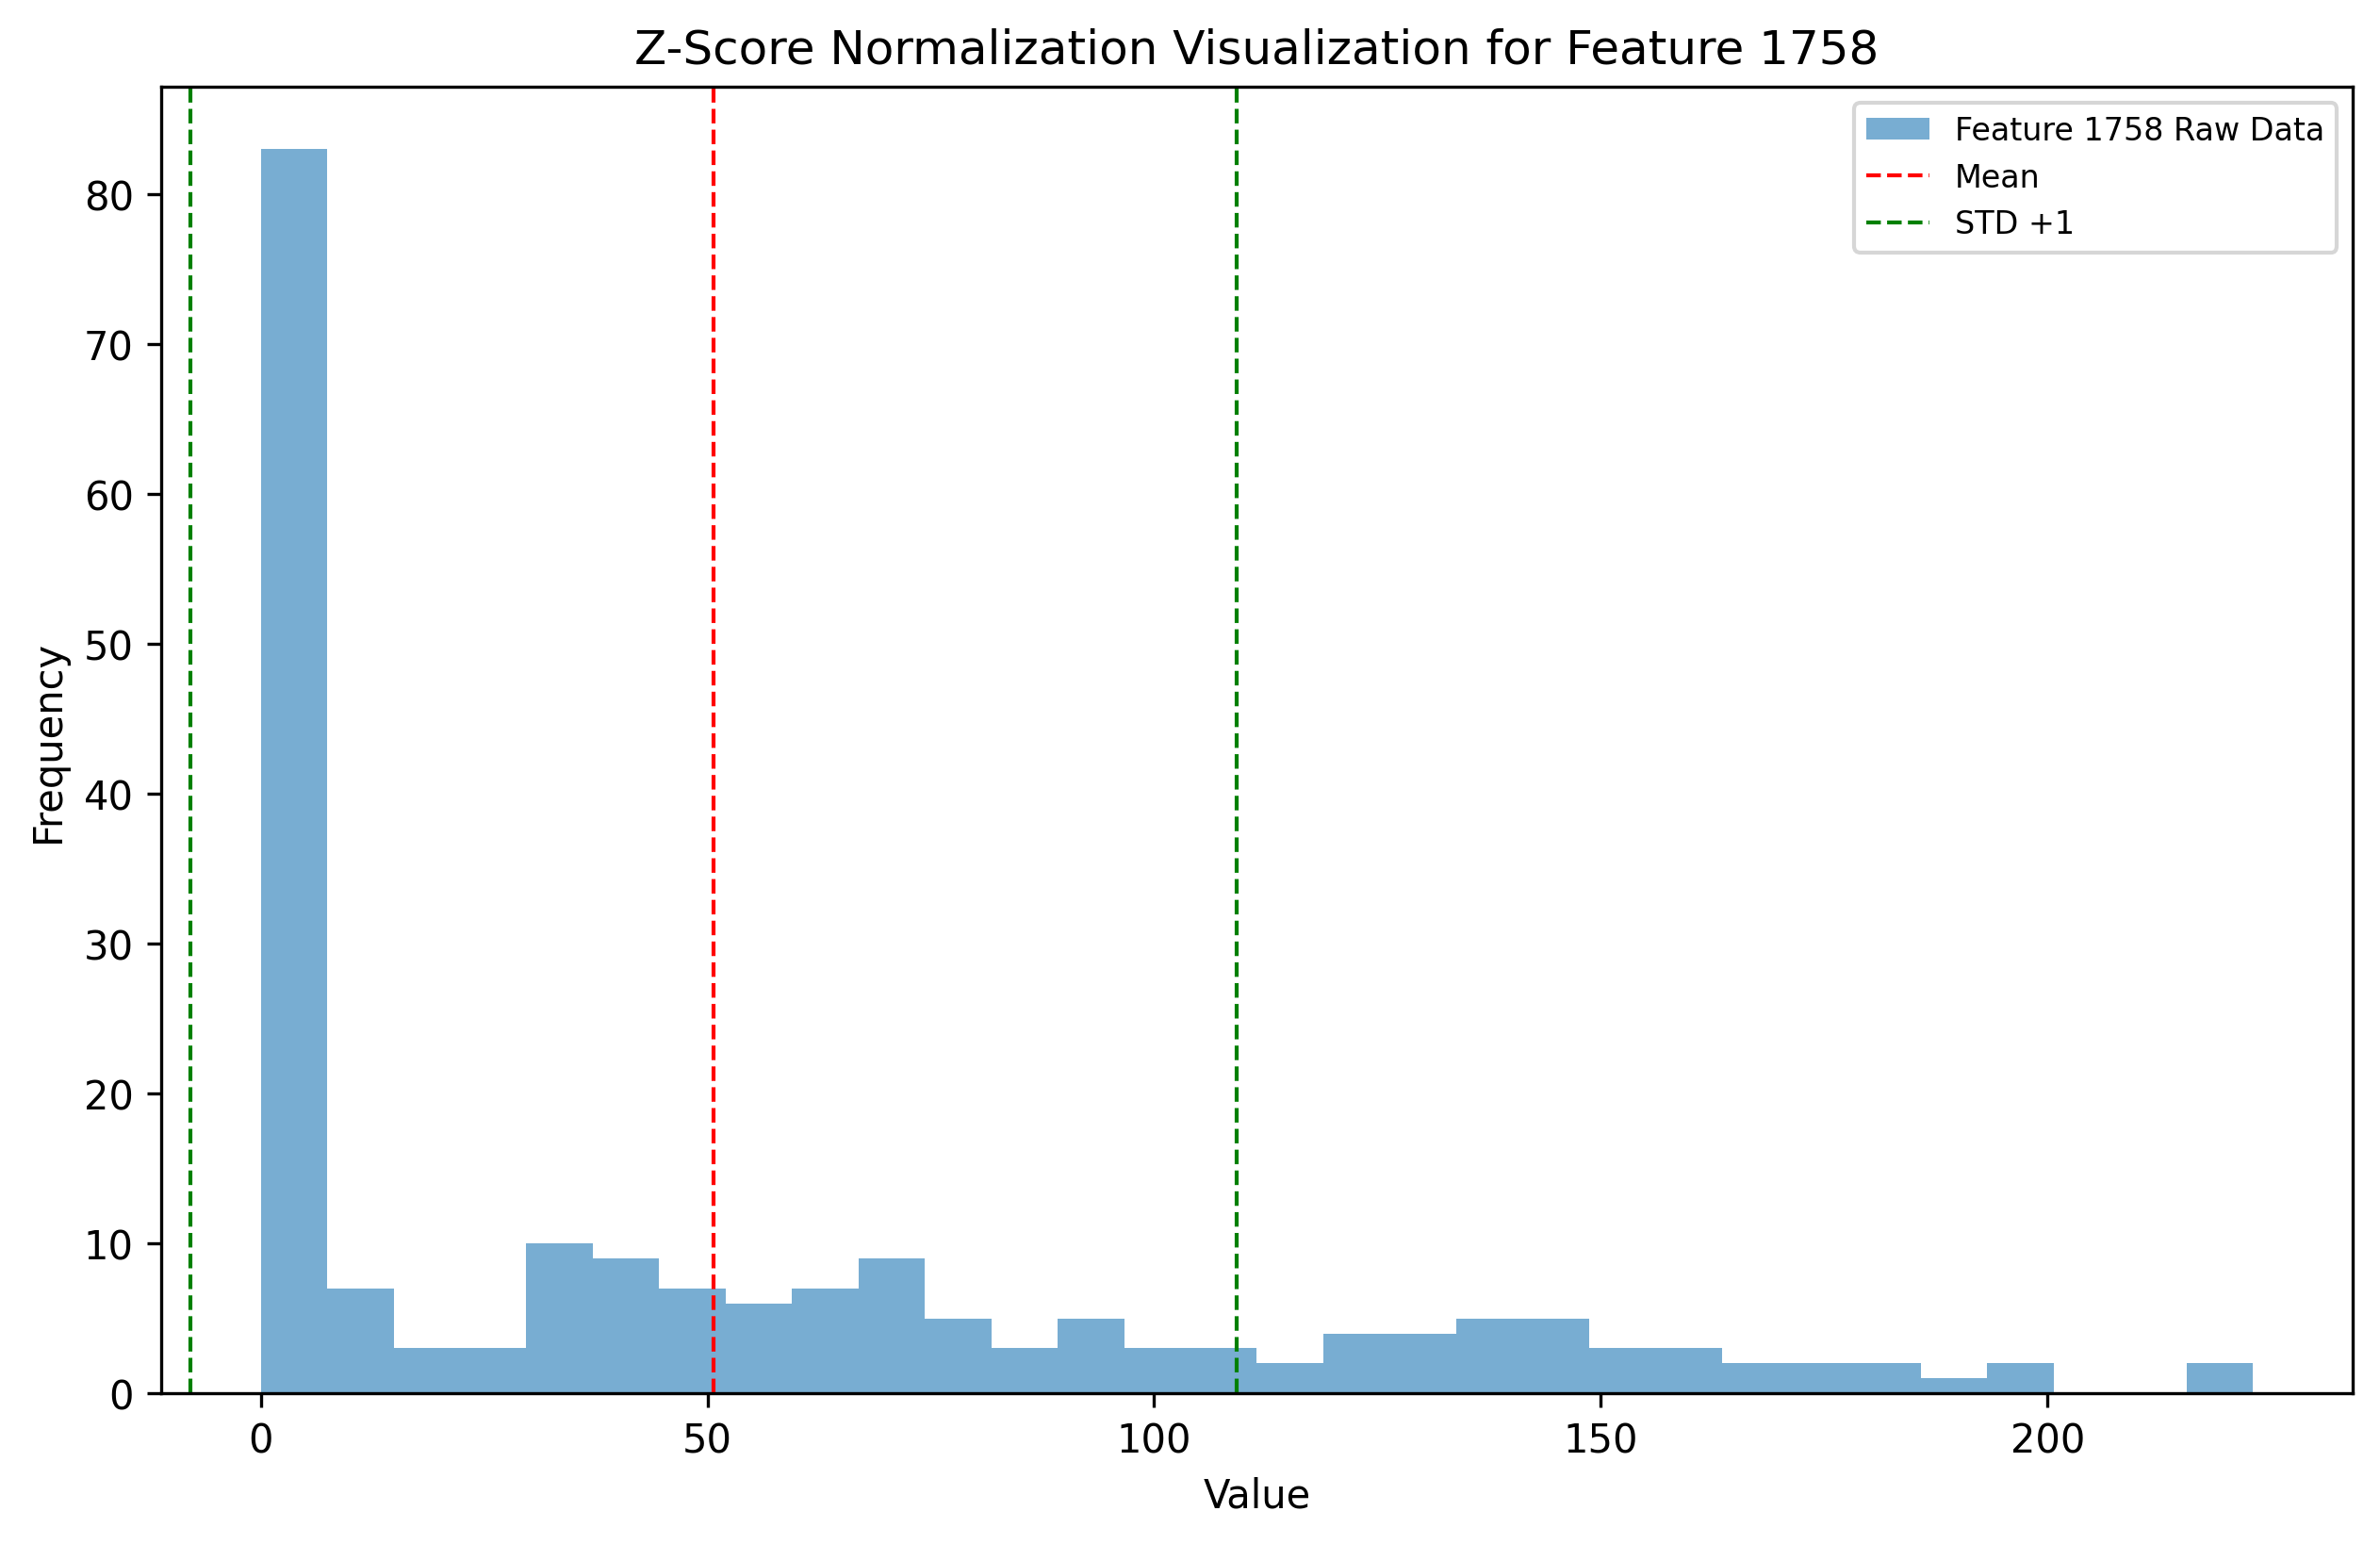 Z-Score Normalization Visualization for Feature 1758
Feature 1758 Raw Data
Mean
STD +1
Frequency
80
70
60
50
40
30
20
10
0
0 50 100 150 200
Value